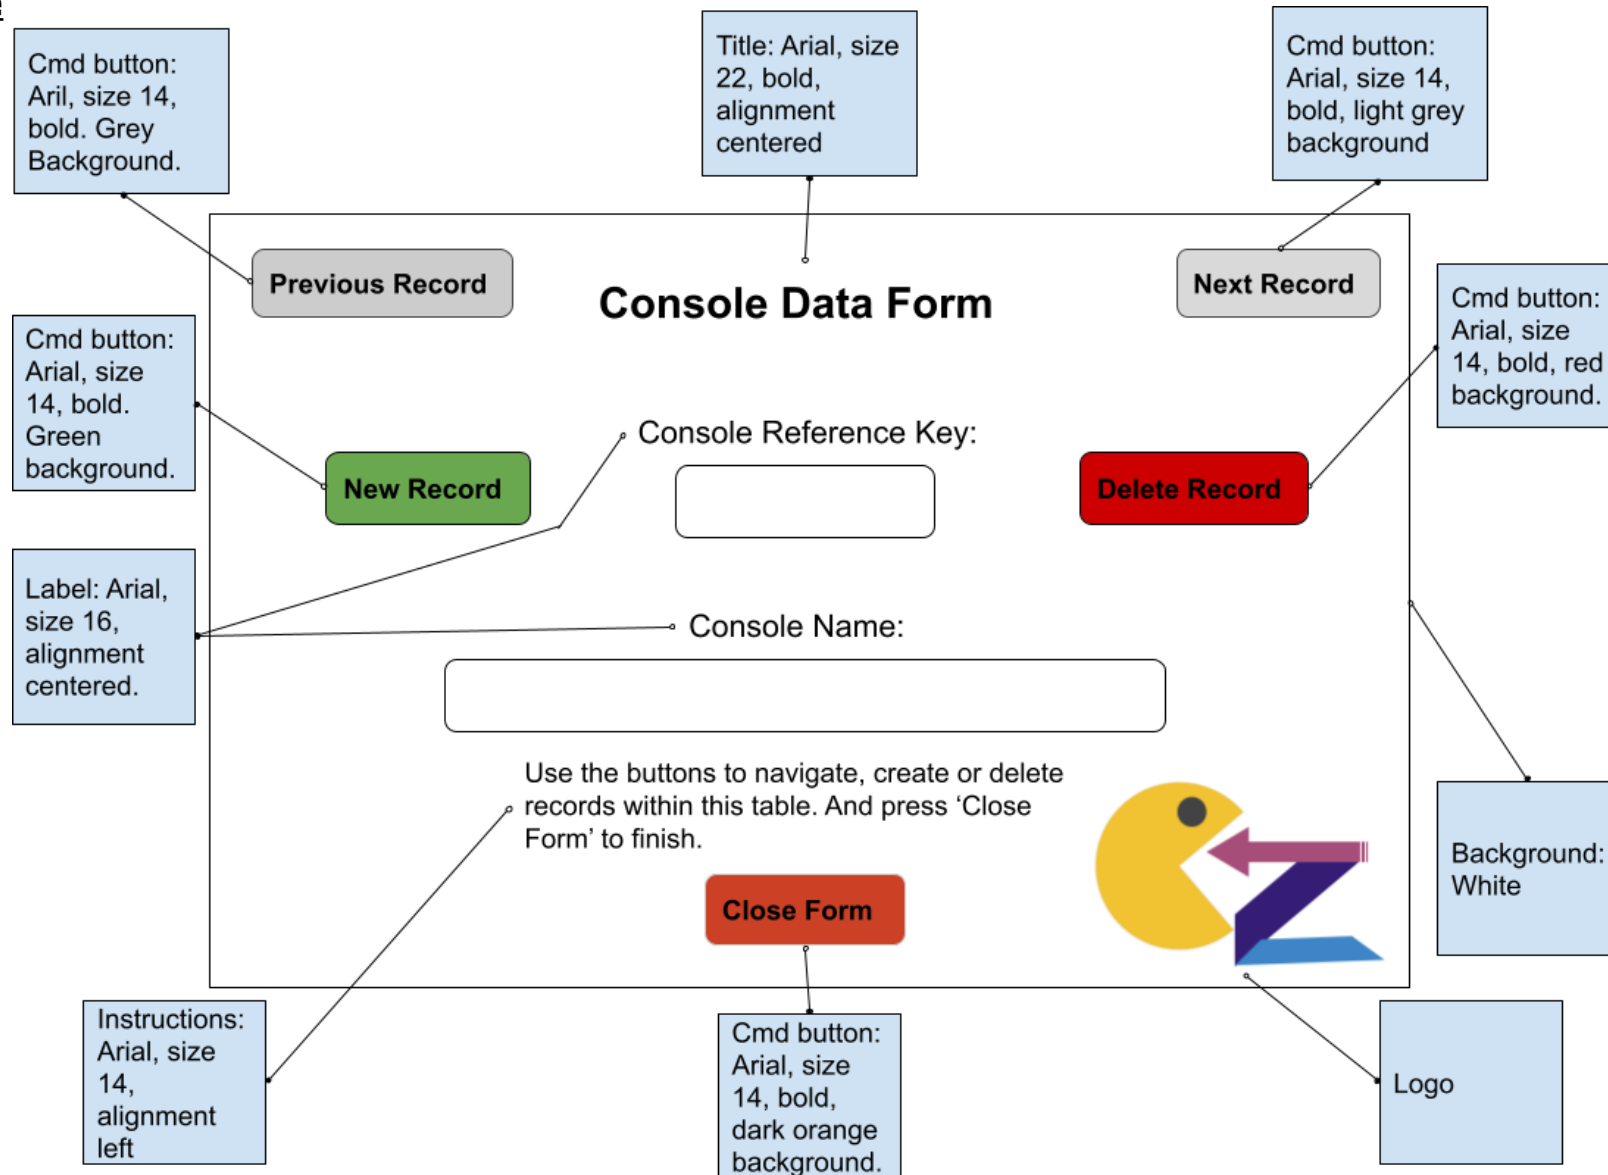 Cmd button:
Aril, size 14,
bold. Grey
Background.
Title: Arial, size
22, bold,
alignment
centered
Cmd button:
Arial, size 14,
bold, light grey
background
Previous Record
Console Data Form
Next Record
Cmd button:
Arial, size
14, bold, red
background.
Cmd button:
Arial, size
14, bold.
Green
background.
Console Reference Key:
New Record
Delete Record
Label: Arial,
size 16,
alignment
centered.
Console Name:
Use the buttons to navigate, create or delete
records within this table. And press ‘Close
Form’ to finish.
Background:
White
Close Form
Instructions:
Arial, size
14,
alignment
left
Cmd button:
Arial, size
14, bold,
dark orange
background.
Logo